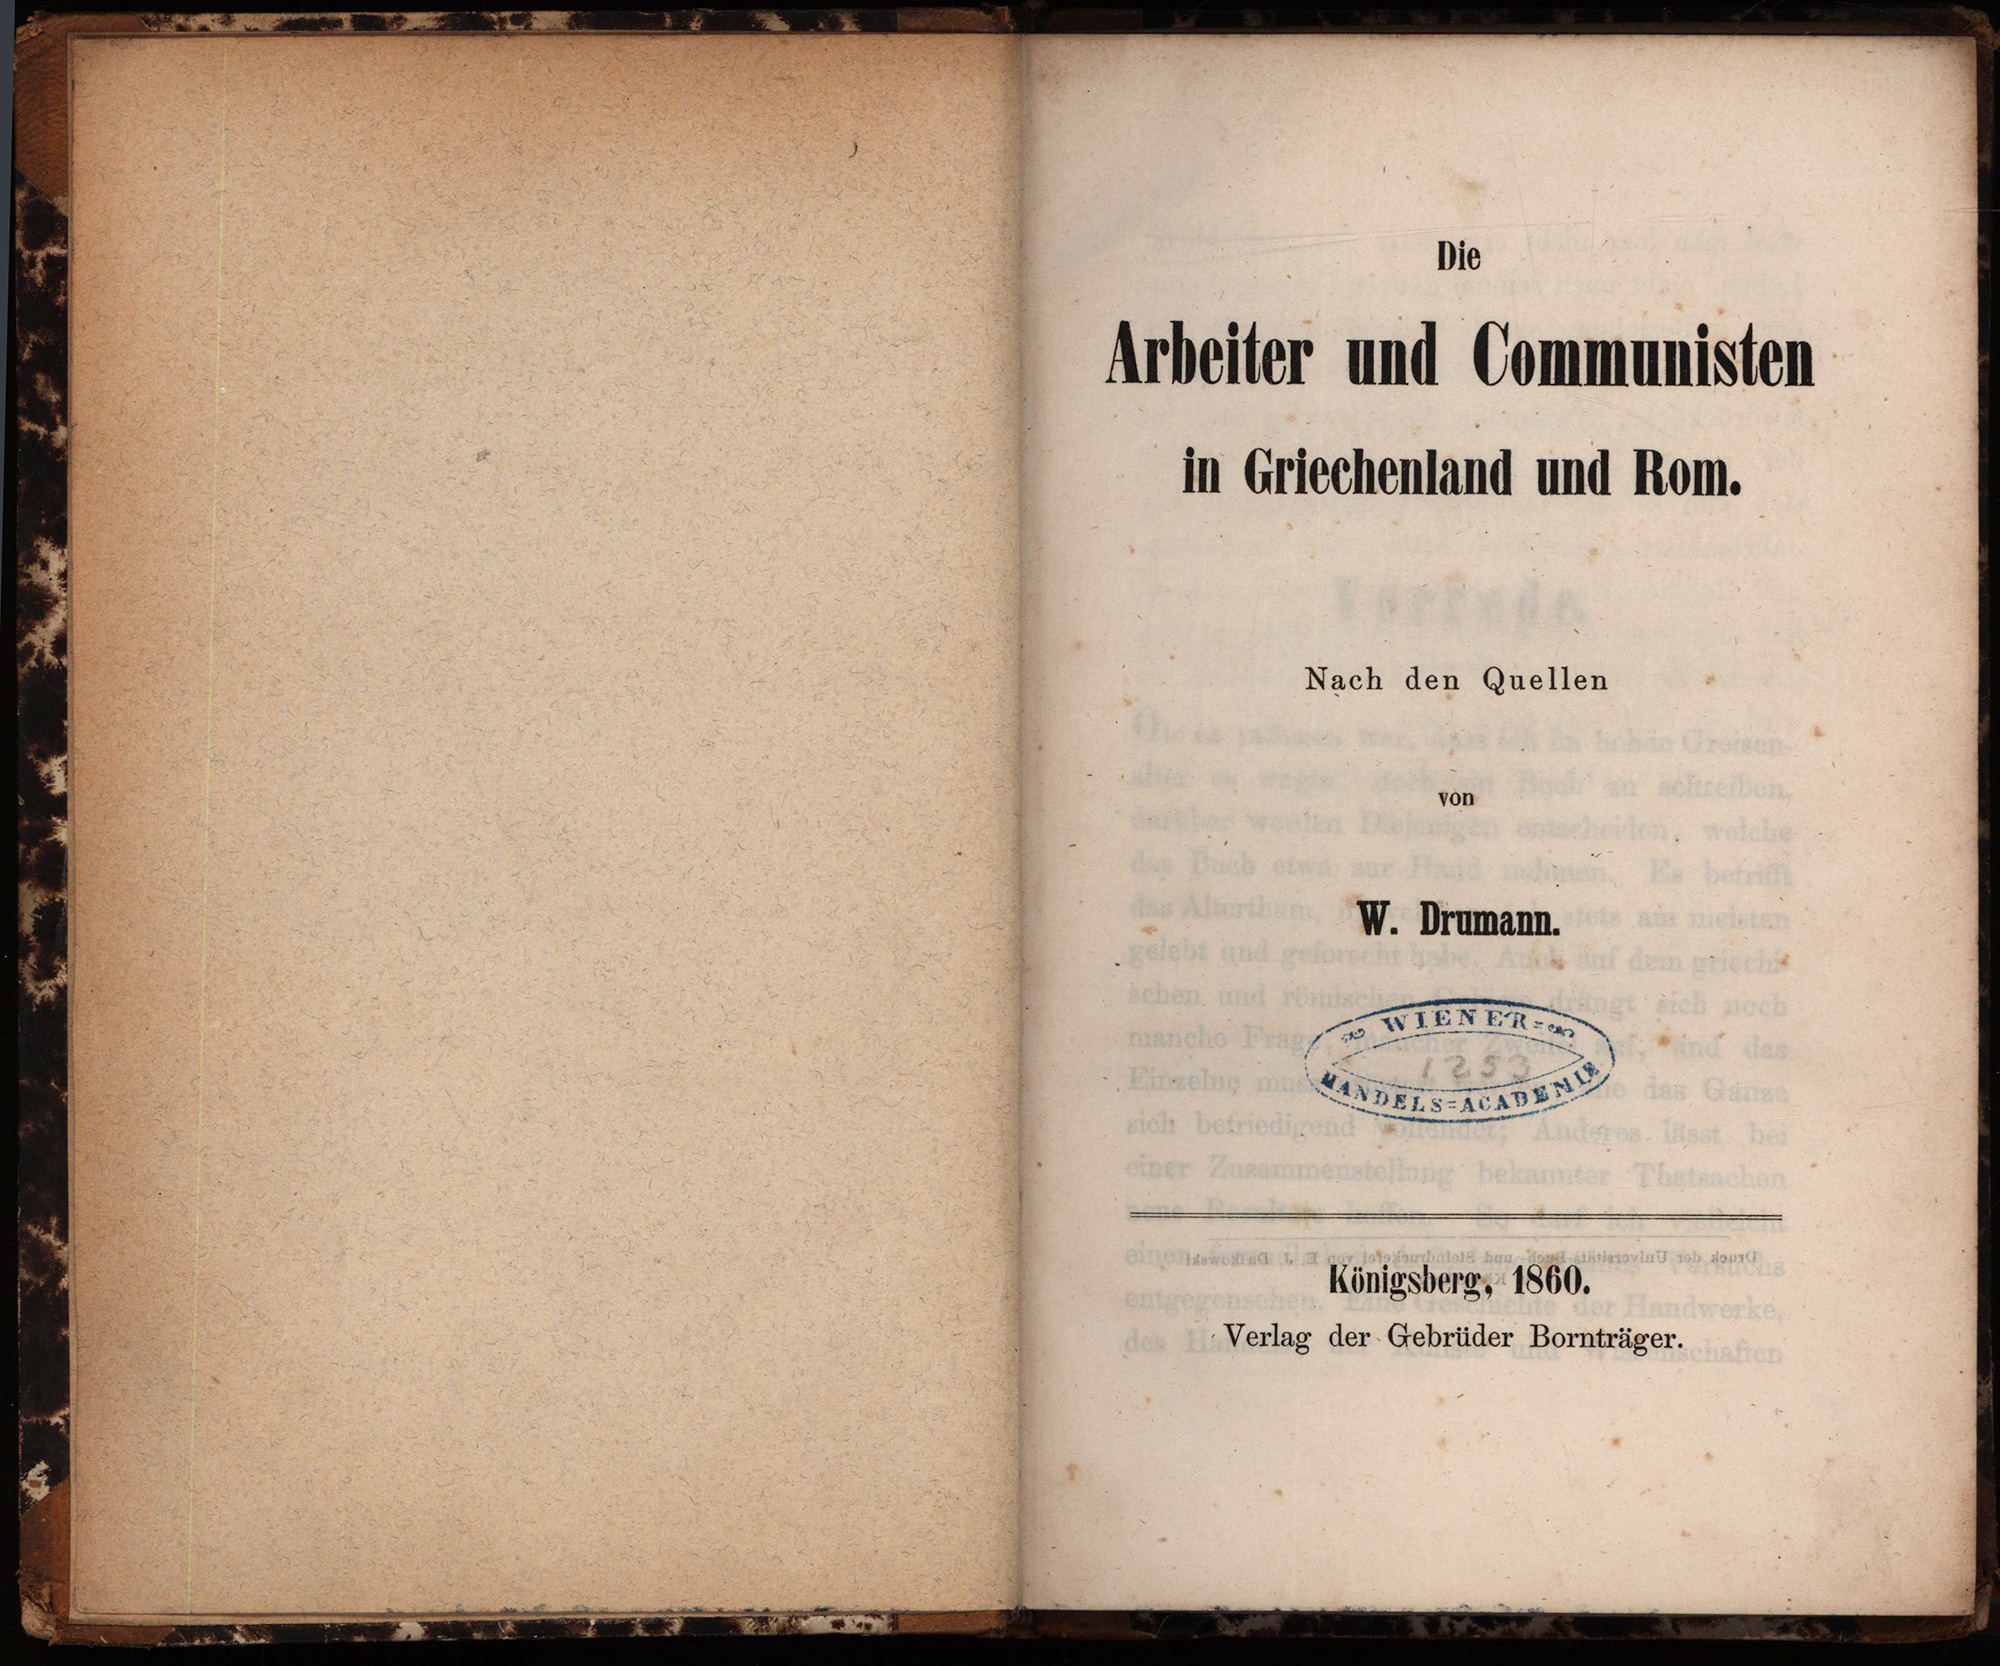 Die
Arbeiter und Communisten
in Griechenland und Rom.
Nach den Quellen
von
W. Drumann.
WIENER=
1253
HANDELS=ACADEMIE
Königsberg, 1860.
Verlag der Gebrüder Bornträger.